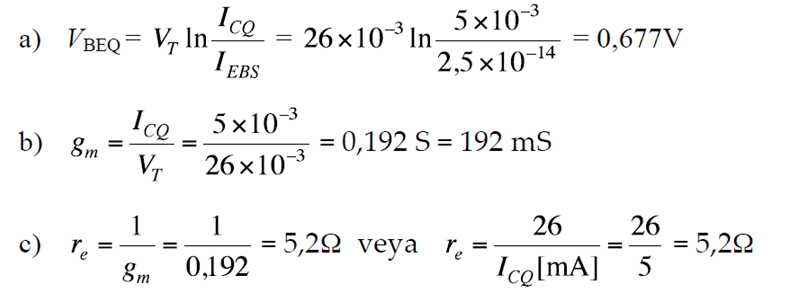 a) V_BEQ = V_T ln I_CQ / I_EBS = 26×10⁻³ ln 5×10⁻³ / 2,5×10⁻¹⁴ = 0,677V
b) g_m = I_CQ / V_T = 5×10⁻³ / 26×10⁻³ = 0,192 S = 192 mS
c) r_e = 1 / g_m = 1 / 0,192 = 5,2Ω veya r_e = 26 / I_CQ[mA] = 26 / 5 = 5,2Ω